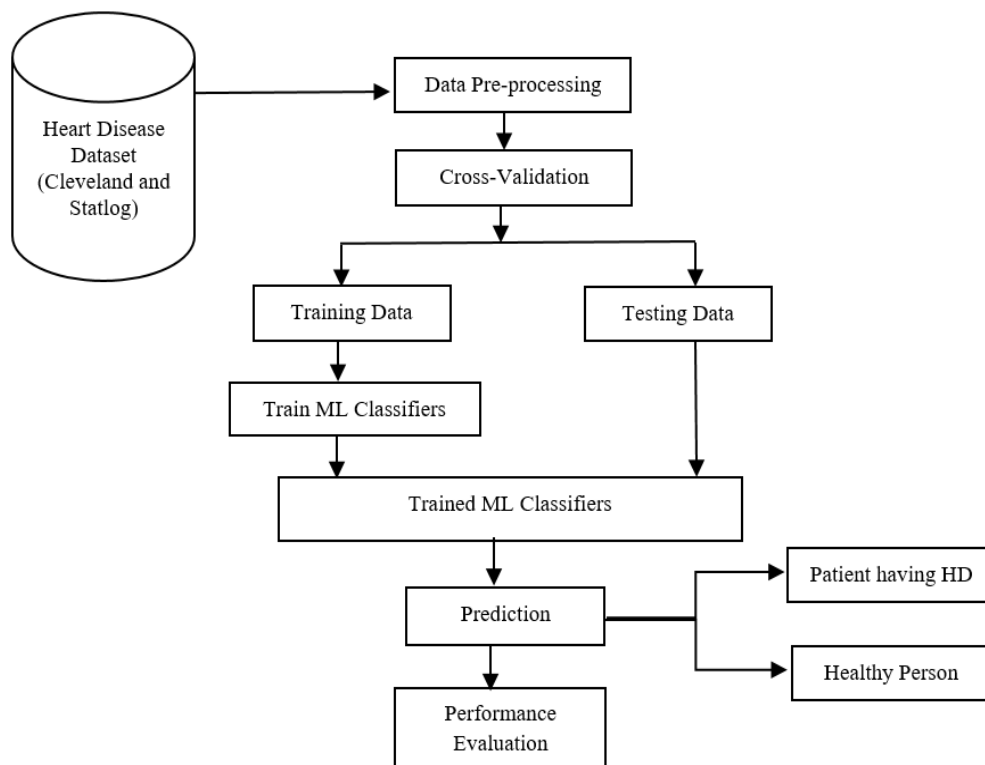 Heart Disease
Dataset
(Cleveland and
Statlog)
Data Pre-processing
Cross-Validation
Training Data
Testing Data
Train ML Classifiers
Trained ML Classifiers
Prediction
Patient having HD
Healthy Person
Performance
Evaluation